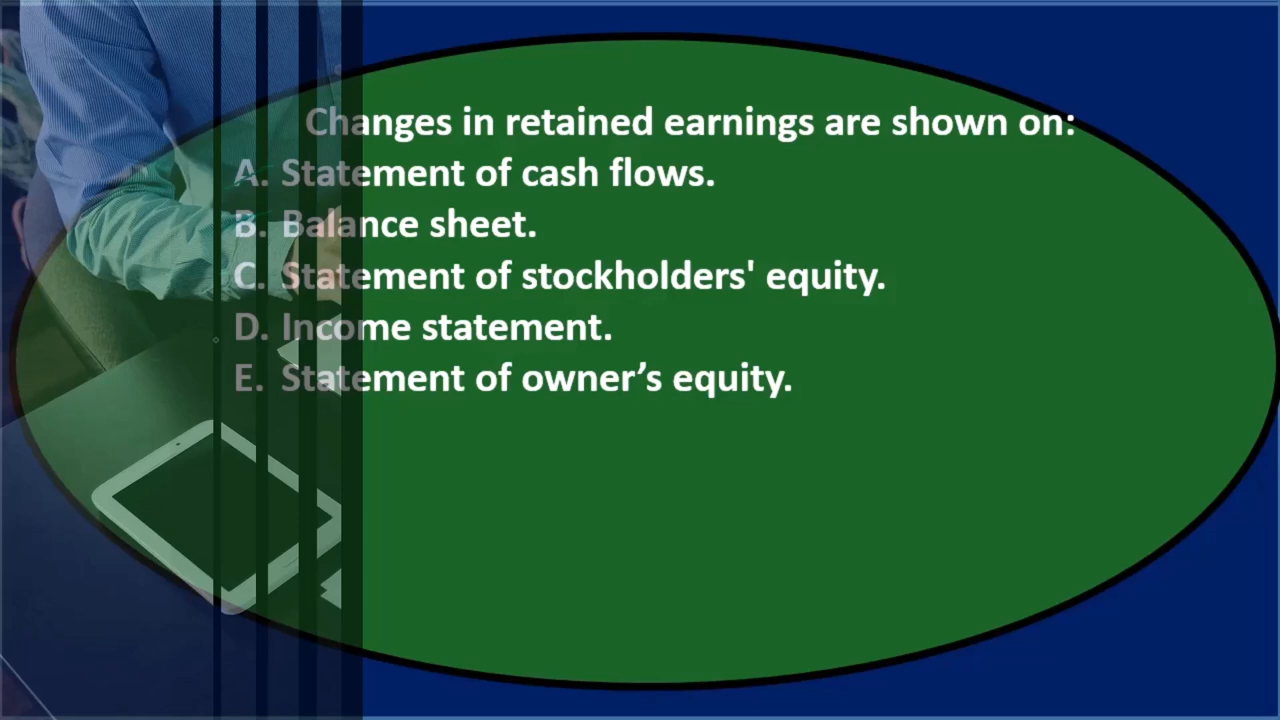 Changes in retained earnings are shown on:
A. Statement of cash flows.
B. Balance sheet.
C. Statement of stockholders' equity.
D. Income statement.
E. Statement of owner’s equity.